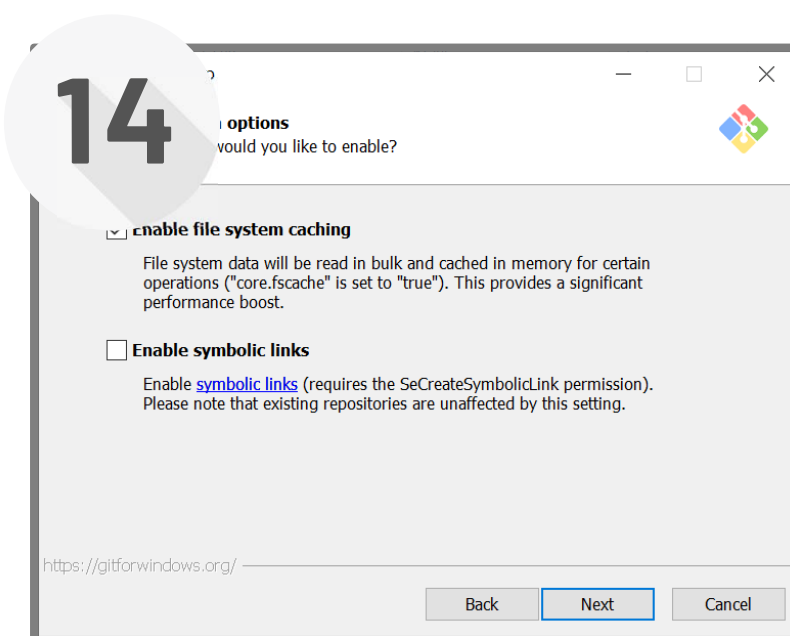 14
options
would you like to enable?
Enable file system caching
File system data will be read in bulk and cached in memory for certain
operations ("core.fscache" is set to "true"). This provides a significant
performance boost.
Enable symbolic links
Enable symbolic links (requires the SeCreateSymbolicLink permission).
Please note that existing repositories are unaffected by this setting.
https://gitforwindows.org/
Back Next Cancel